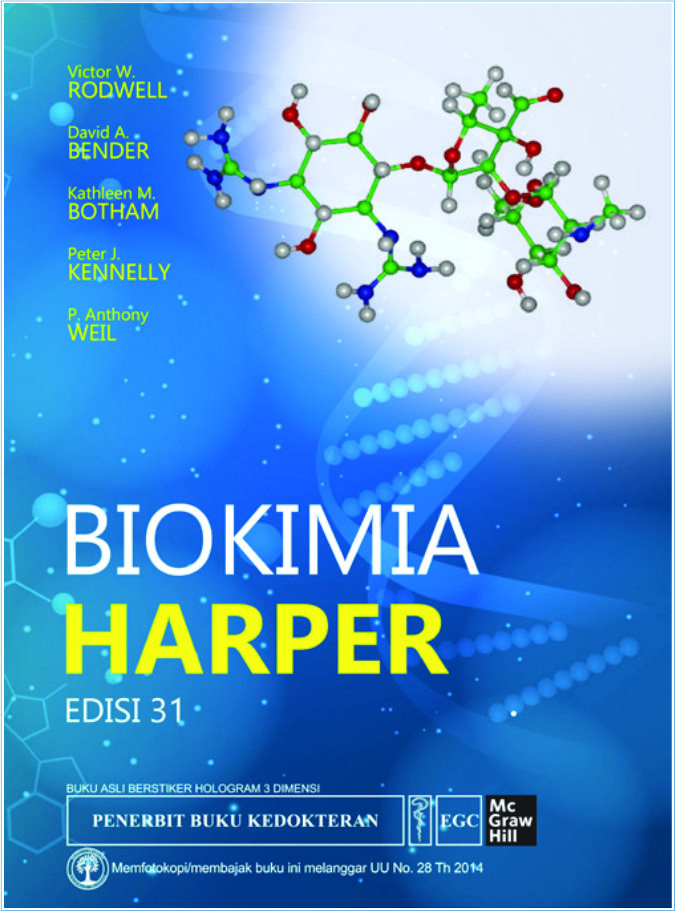 Victor W.
RODWELL
David A.
BENDER
Kathleen M.
BOTHAM
Peter J.
KENNELLY
P. Anthony
WEIL
BIOKIMIA
HARPER
EDISI 31
BUKU ASLI BERSTIKER HOLOGRAM 3 DIMENSI
PENERBIT BUKU KEDOKTERAN
EGC
Mc
Graw
Hill
Memfotokopi/membajak buku ini melanggar UU No. 28 Th 2014